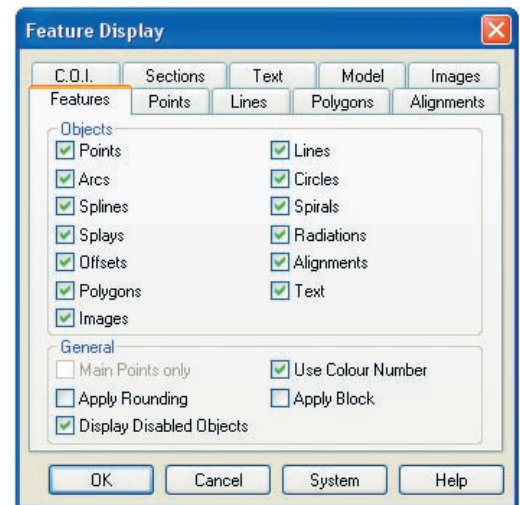 Feature Display
C.O.I. Sections Text Model Images
Features Points Lines Polygons Alignments
Objects
Points Lines
Arcs Circles
Splines Spirals
Splays Radiations
Offsets Alignments
Polygons Text
Images
General
Main Points only Use Colour Number
Apply Rounding Apply Block
Display Disabled Objects
OK Cancel System Help